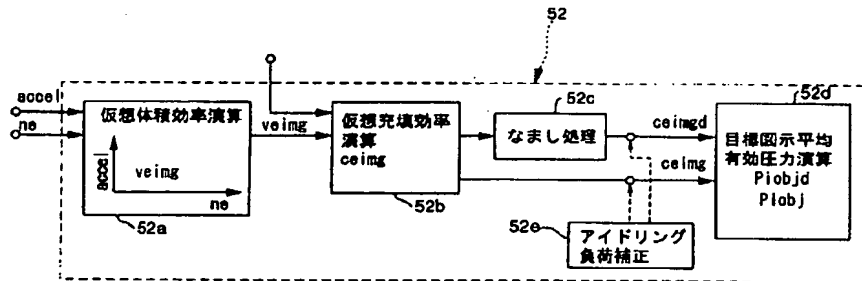 52
accel
ne
仮想体積効率演算
accel
veimg
ne
52a
veimg
仮想充填効率
演算
ceimg
52b
52c
なまし処理
ceimgd
ceimg
52e
アイドリング
負荷補正
52d
目標図示平均
有効圧力演算
Piobjd
Piobj